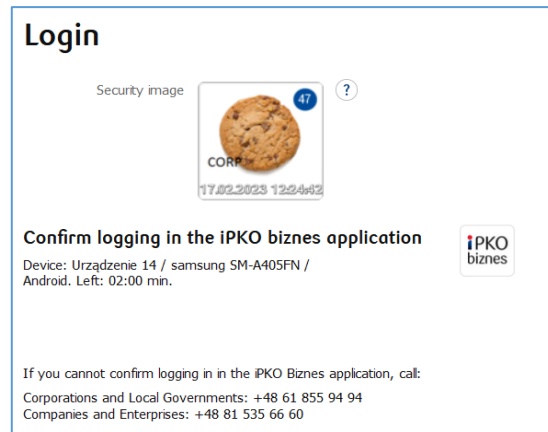 Login
Security image
?
47
CORP
17.02.2023 12:24:42
Confirm logging in the iPKO biznes application
iPKO
biznes
Device: Urządzenie 14 / samsung SM-A405FN /
Android. Left: 02:00 min.
If you cannot confirm logging in in the iPKO Biznes application, call:
Corporations and Local Governments: +48 61 855 94 94
Companies and Enterprises: +48 81 535 66 60